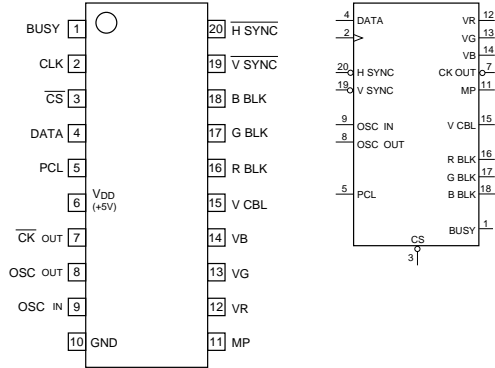 BUSY 1
CLK 2
CS 3
DATA 4
PCL 5
6 VDD
(+5V)
CK OUT 7
OSC OUT 8
OSC IN 9
10 GND
20 H SYNC
19 V SYNC
18 B BLK
17 G BLK
16 R BLK
15 V CBL
14 VB
13 VG
12 VR
11 MP
4 DATA
2
20 H SYNC
19 V SYNC
9 OSC IN
8 OSC OUT
5 PCL
VR 12
VG 13
VB 14
CK OUT 7
MP 11
V CBL 15
R BLK 16
G BLK 17
B BLK 18
BUSY 1
CS
3